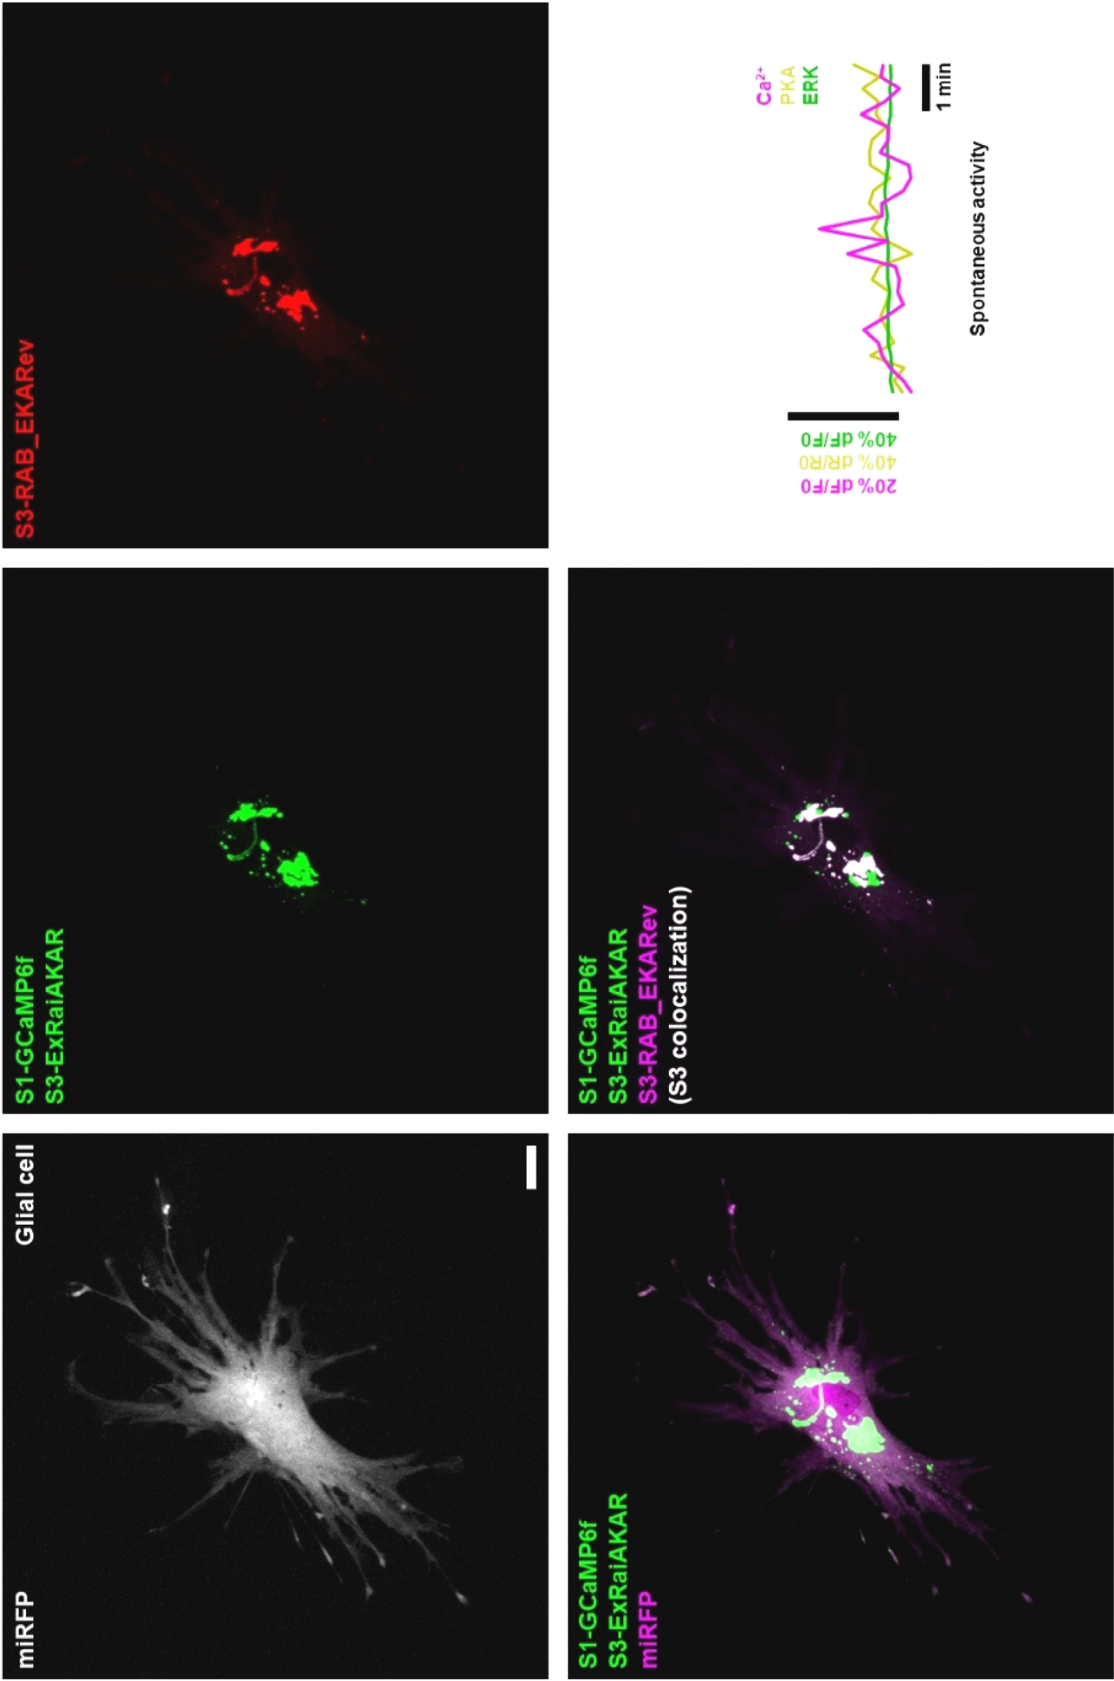 miRFP
Glial cell
S1-GCaMP6f
S3-ExRaiAKAR
S3-RAB_EKARev
S1-GCaMP6f
S3-ExRaiAKAR
miRFP
S1-GCaMP6f
S3-ExRaiAKAR
S3-RAB_EKARev
(S3 colocalization)
20% dF/F0
40% dR/R0
40% dF/F0
Ca²⁺
PKA
ERK
1 min
Spontaneous activity